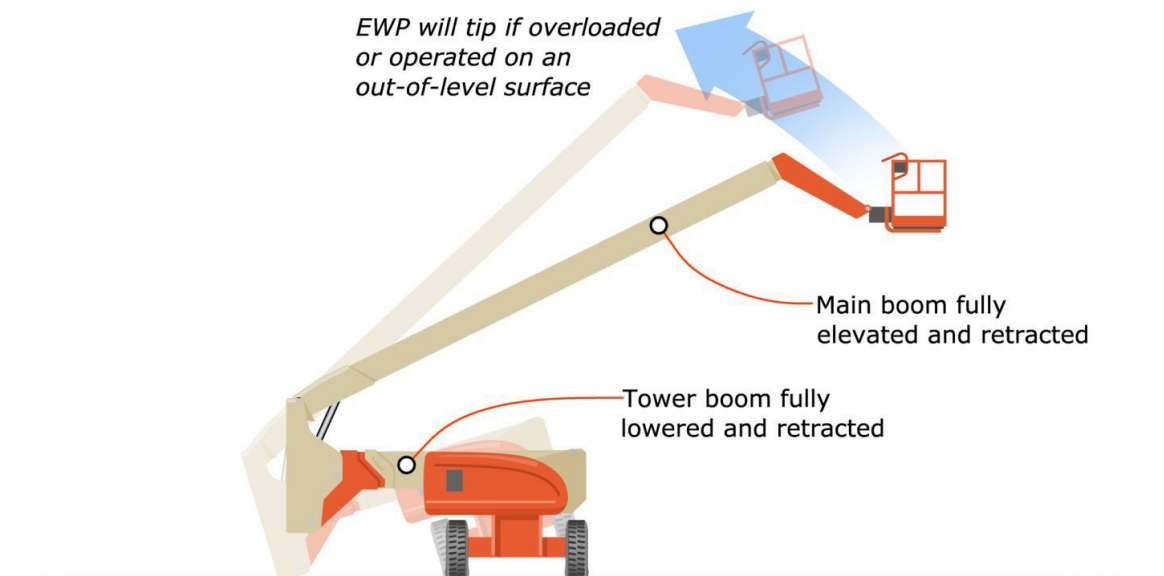 EWP will tip if overloaded
or operated on an
out-of-level surface
Main boom fully
elevated and retracted
Tower boom fully
lowered and retracted